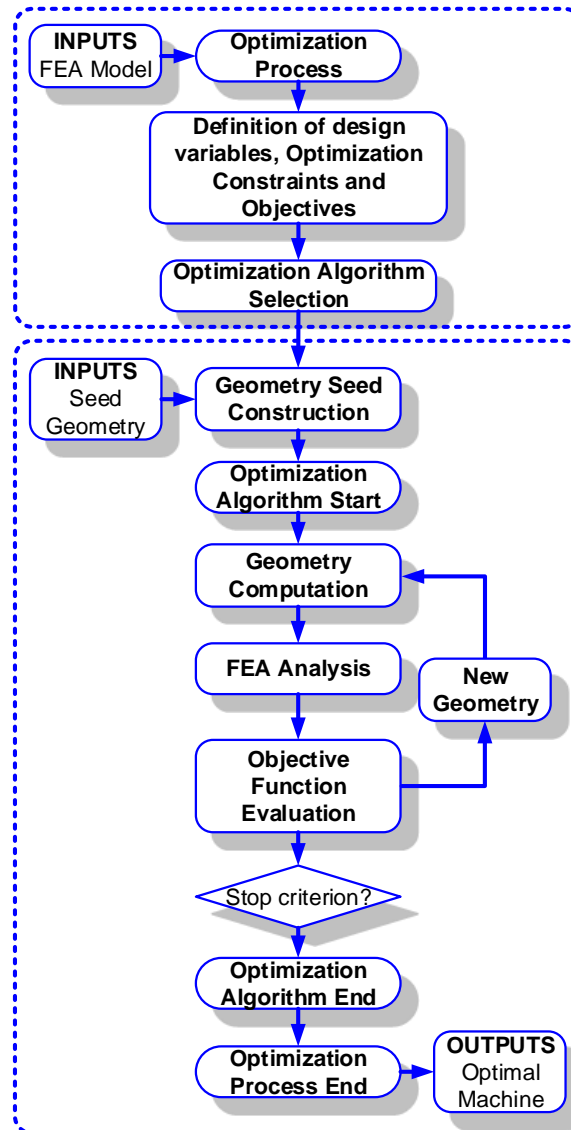 INPUTS
FEA Model
Optimization
Process
Definition of design
variables, Optimization
Constraints and
Objectives
Optimization Algorithm
Selection
INPUTS
Seed
Geometry
Geometry Seed
Construction
Optimization
Algorithm Start
Geometry
Computation
FEA Analysis
New
Geometry
Objective
Function
Evaluation
Stop criterion?
Optimization
Algorithm End
Optimization
Process End
OUTPUTS
Optimal
Machine